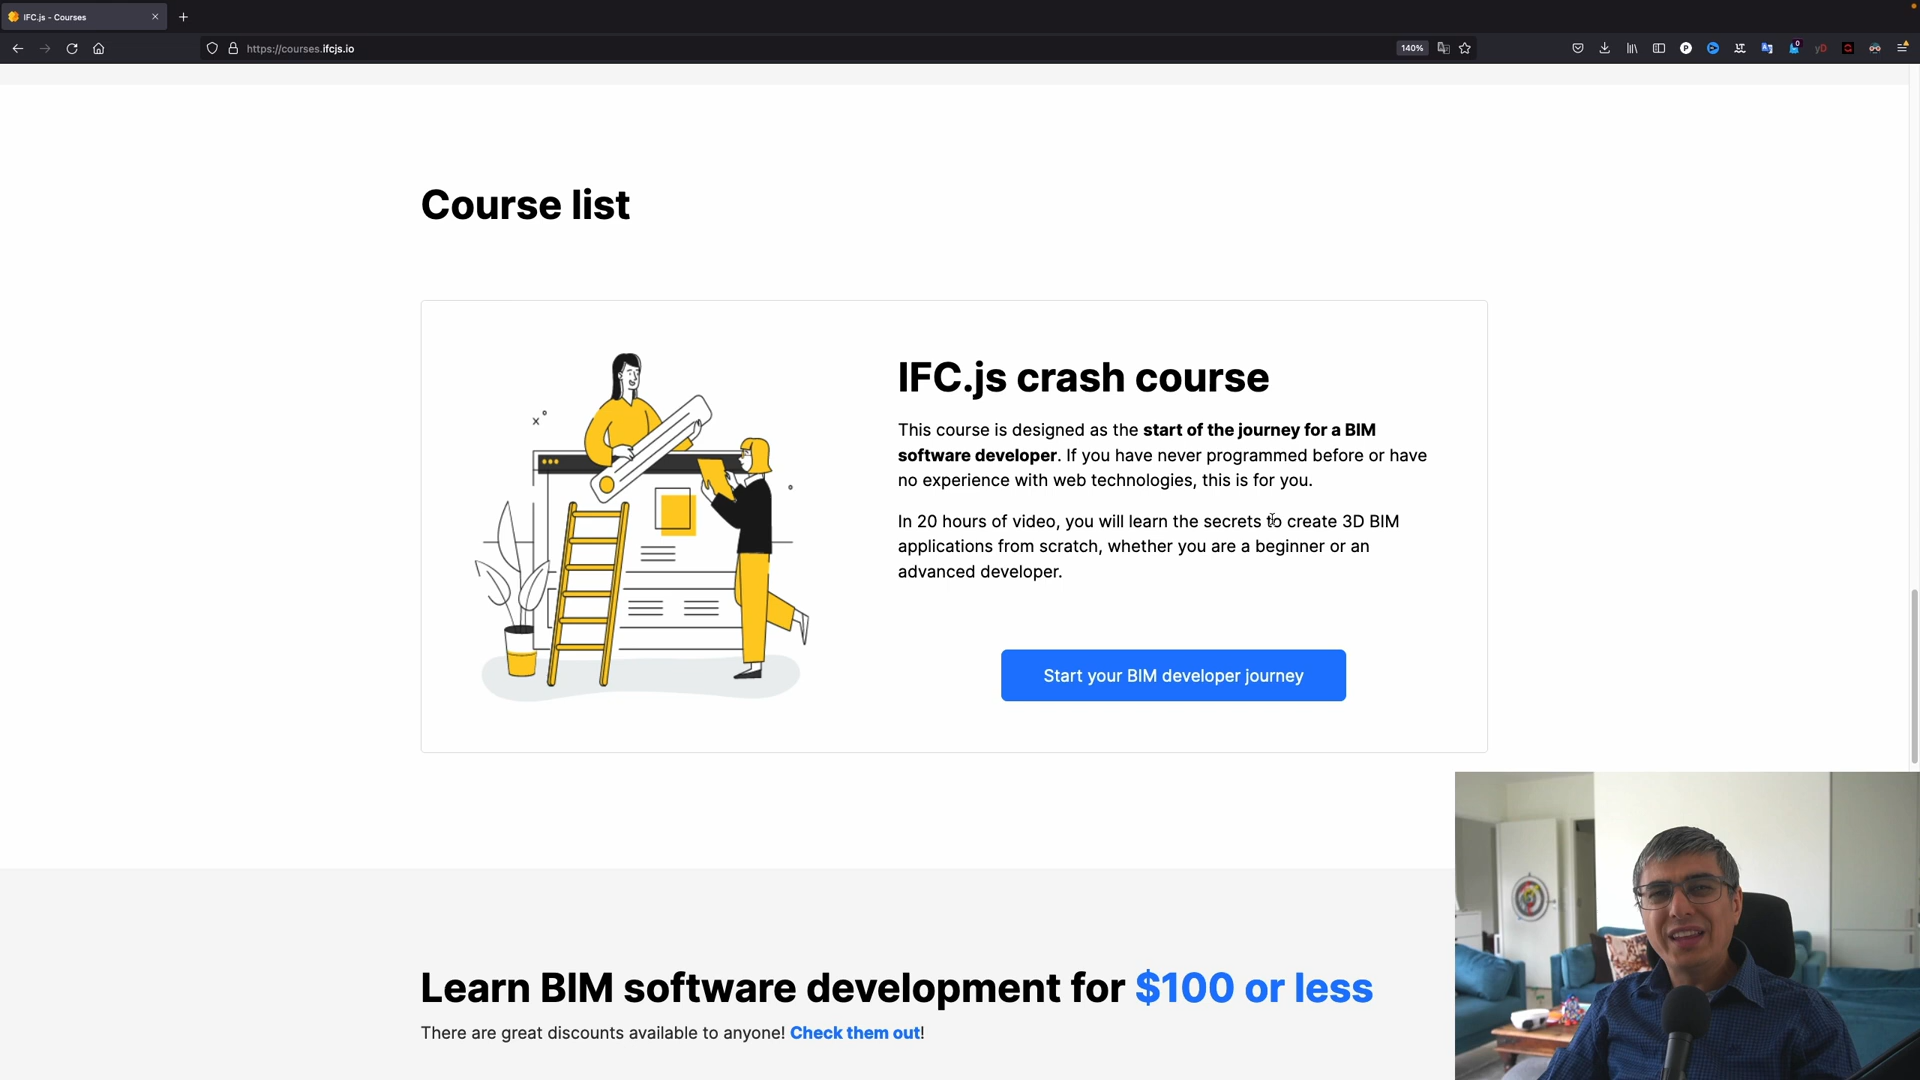 IFC.js - Courses
https://courses.ifcjs.io
140%
Course list
IFC.js crash course
This course is designed as the start of the journey for a BIM
software developer. If you have never programmed before or have
no experience with web technologies, this is for you.
In 20 hours of video, you will learn the secrets to create 3D BIM
applications from scratch, whether you are a beginner or an
advanced developer.
Start your BIM developer journey
Learn BIM software development for $100 or less
There are great discounts available to anyone! Check them out!